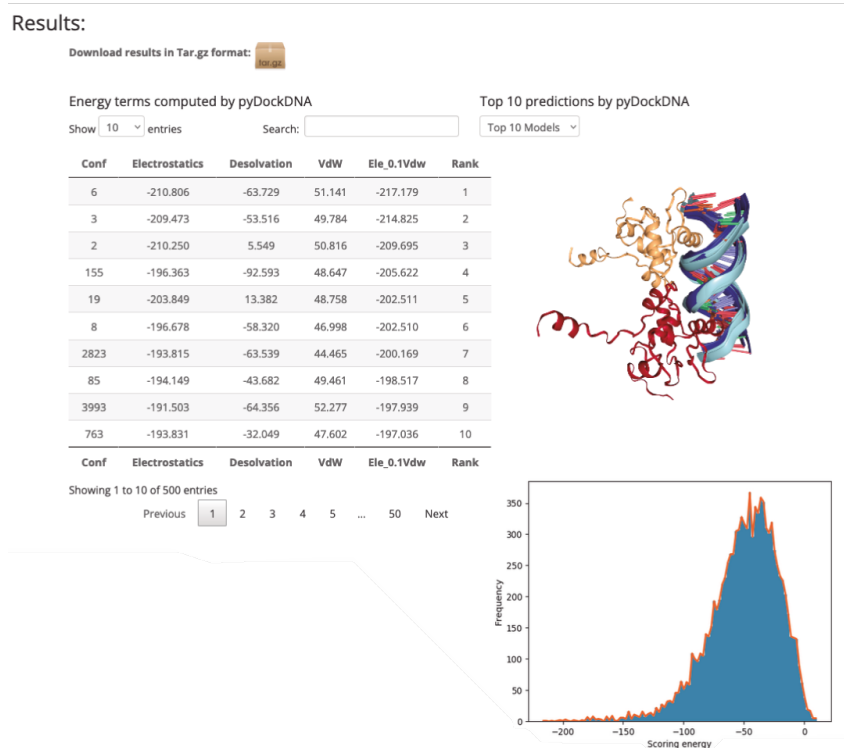 Results:
Download results in Tar.gz format: tar.gz
Energy terms computed by pyDockDNA
Show 10 entries Search:
Conf Electrostatics Desolvation VdW Ele_0.1Vdw Rank
6 -210.806 -63.729 51.141 -217.179 1
3 -209.473 -53.516 49.784 -214.825 2
2 -210.250 5.549 50.816 -209.695 3
155 -196.363 -92.593 48.647 -205.622 4
19 -203.849 13.382 48.758 -202.511 5
8 -196.678 -58.320 46.998 -202.510 6
2823 -193.815 -63.539 44.465 -200.169 7
85 -194.149 -43.682 49.461 -198.517 8
3993 -191.503 -64.356 52.277 -197.939 9
763 -193.831 -32.049 47.602 -197.036 10
Conf Electrostatics Desolvation VdW Ele_0.1Vdw Rank
Showing 1 to 10 of 500 entries
Previous 1 2 3 4 5 ... 50 Next
Top 10 predictions by pyDockDNA
Top 10 Models
350
300
250
200
150
100
50
0
Frequency
−200 −150 −100 −50 0
Scoring energy